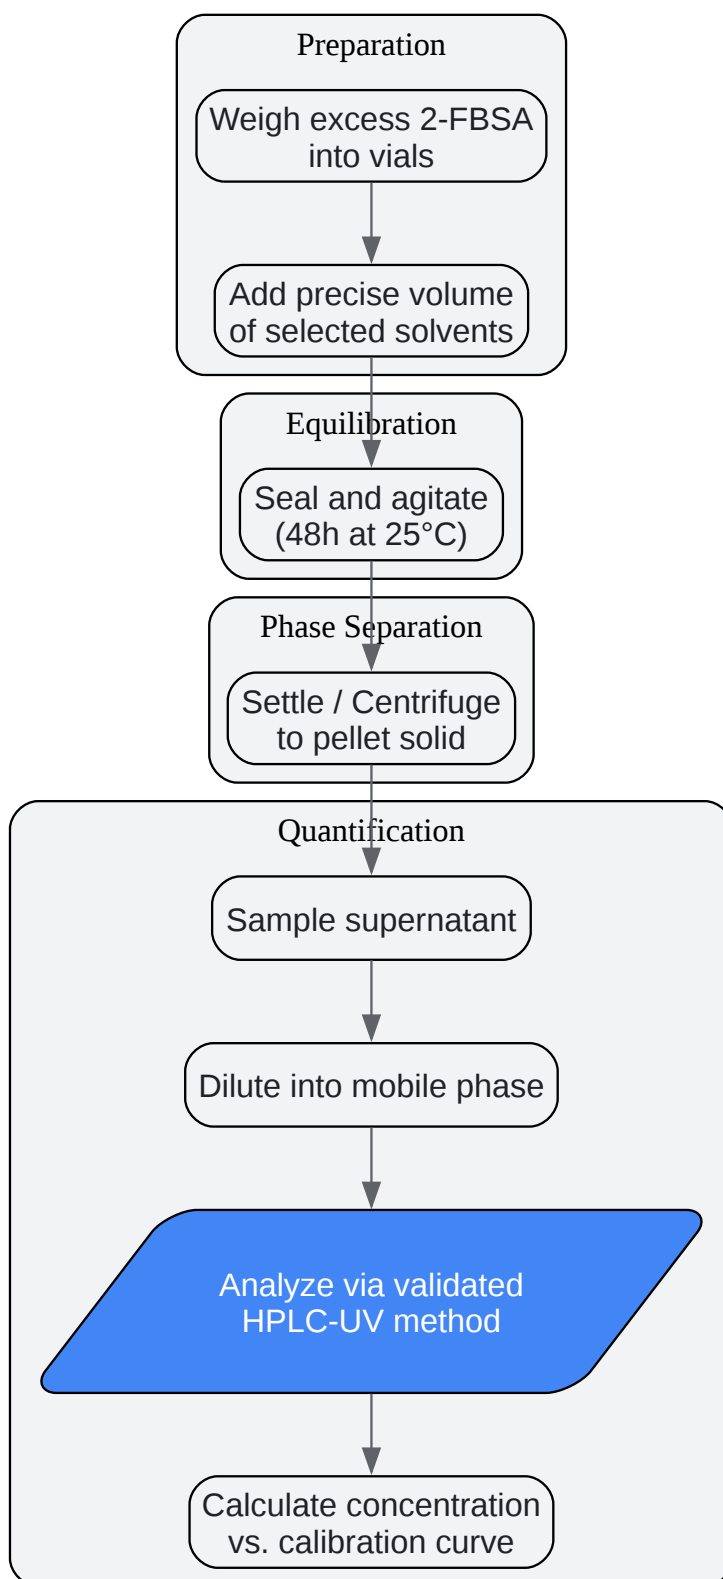 Preparation
Weigh excess 2-FBSA
into vials
Add precise volume
of selected solvents
Equilibration
Seal and agitate
(48h at 25°C)
Phase Separation
Settle / Centrifuge
to pellet solid
Quantification
Sample supernatant
Dilute into mobile phase
Analyze via validated
HPLC-UV method
Calculate concentration
vs. calibration curve